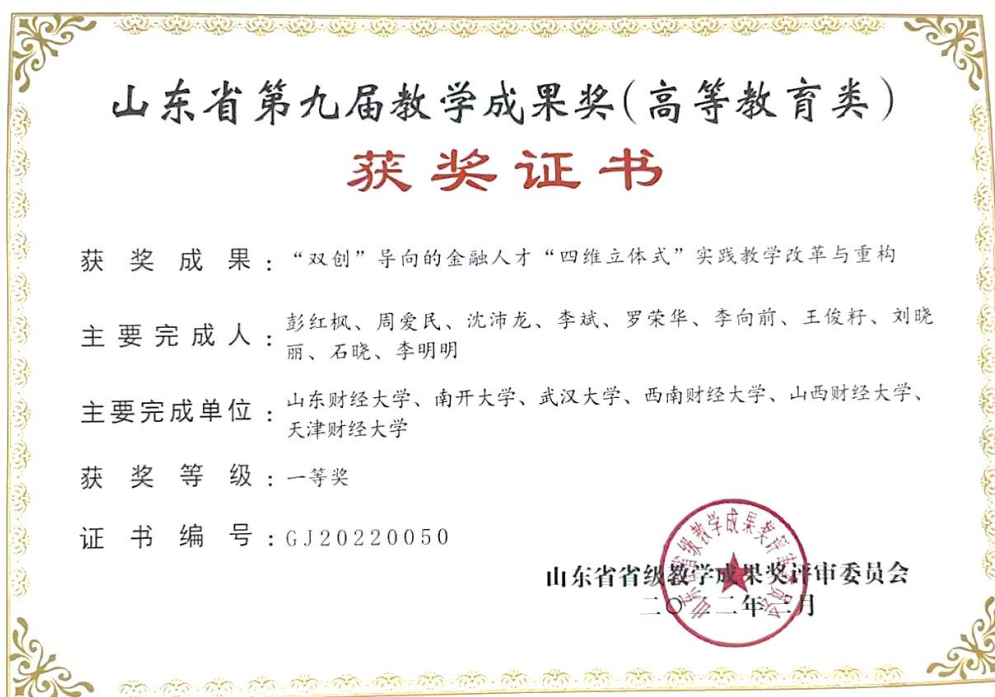 山东省第九届教学成果奖(高等教育类)
获奖证书
获奖成果:“双创”导向的金融人才“四维立体式”实践教学改革与重构
主要完成人:彭红枫、周爱民、沈沛龙、李斌、罗荣华、李向前、王俊籽、刘晓
丽、石晓、李明明
主要完成单位:山东财经大学、南开大学、武汉大学、西南财经大学、山西财经大学、
天津财经大学
获奖等级:一等奖
证书编号:GJ20220050
山东省省级教学成果奖评审委员会
二〇二二年二月